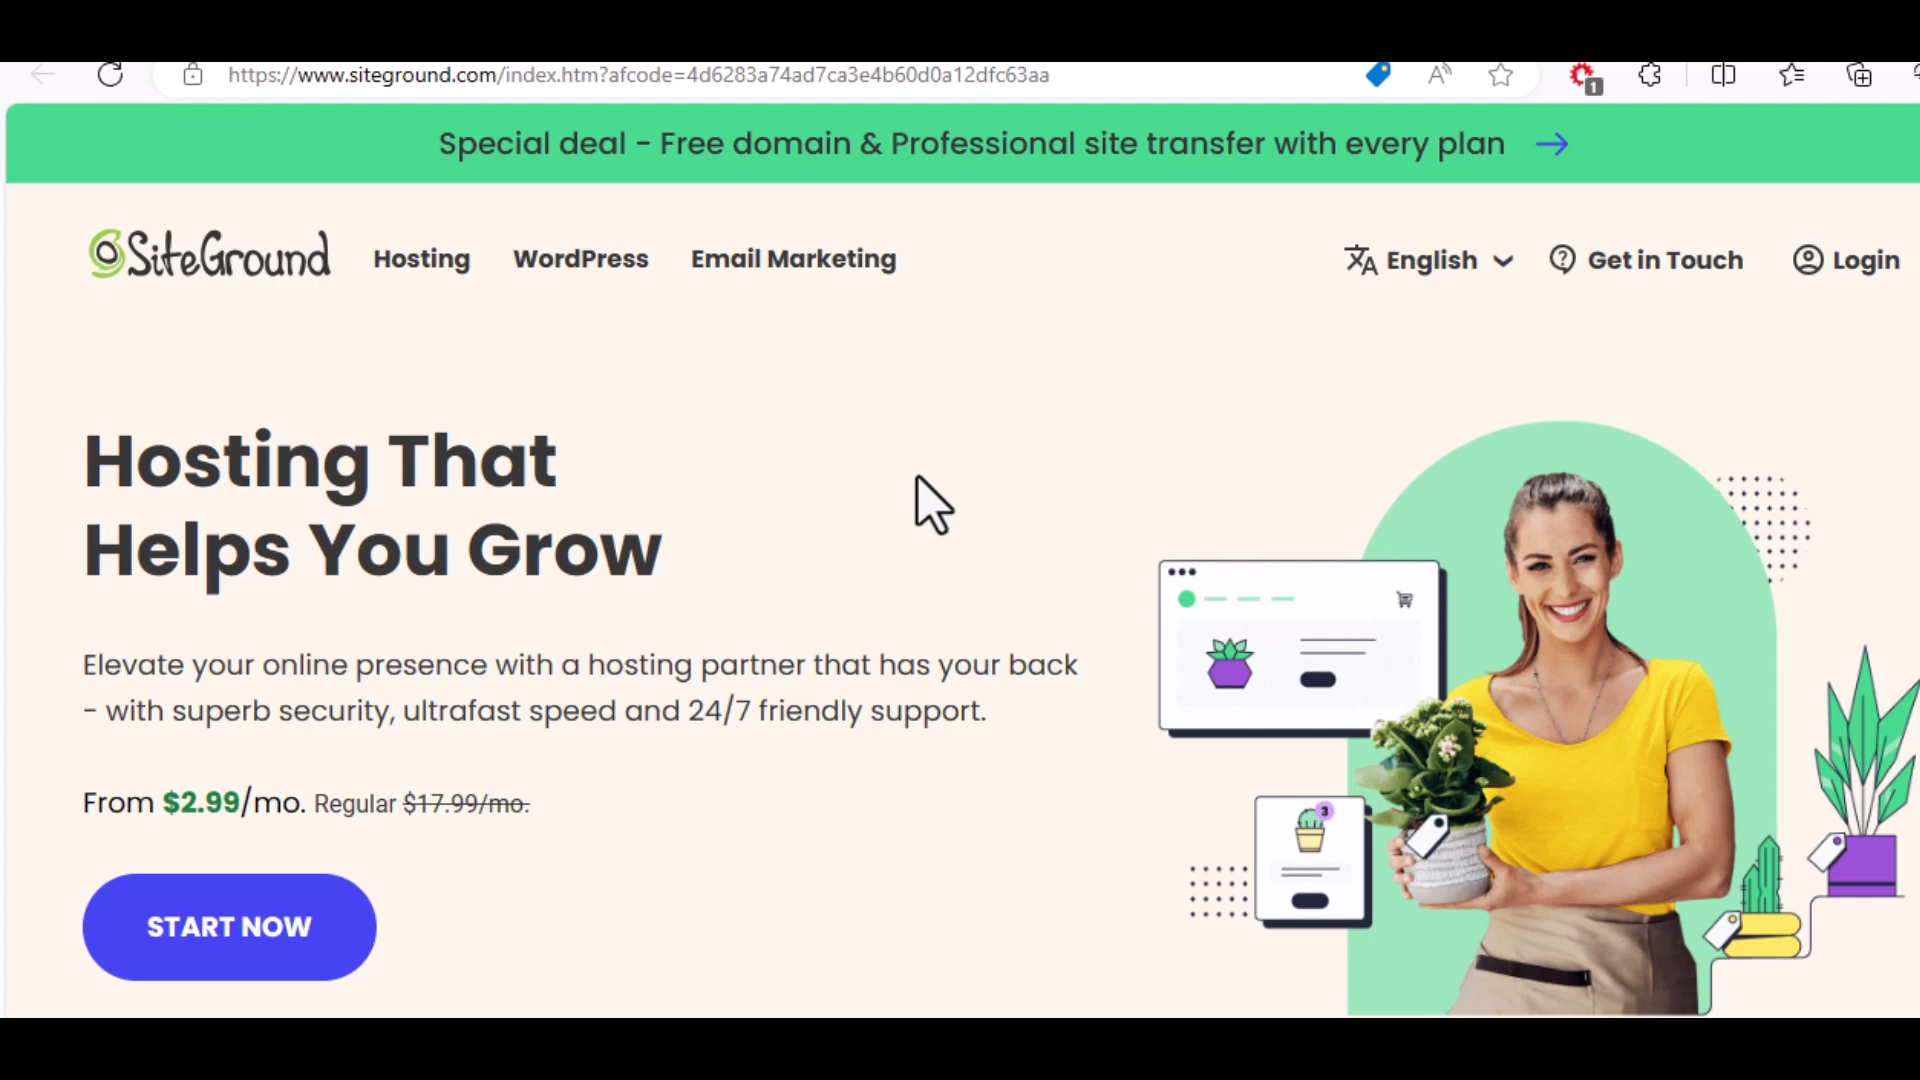 https://www.siteground.com/index.htm?afcode=4d6283a74ad7ca3e4b60d0a12dfc63aa
1
Special deal - Free domain & Professional site transfer with every plan
SiteGround Hosting WordPress Email Marketing English Get in Touch Login
Hosting That
Helps You Grow
Elevate your online presence with a hosting partner that has your back
- with superb security, ultrafast speed and 24/7 friendly support.
From $2.99/mo. Regular $17.99/mo.
3
START NOW